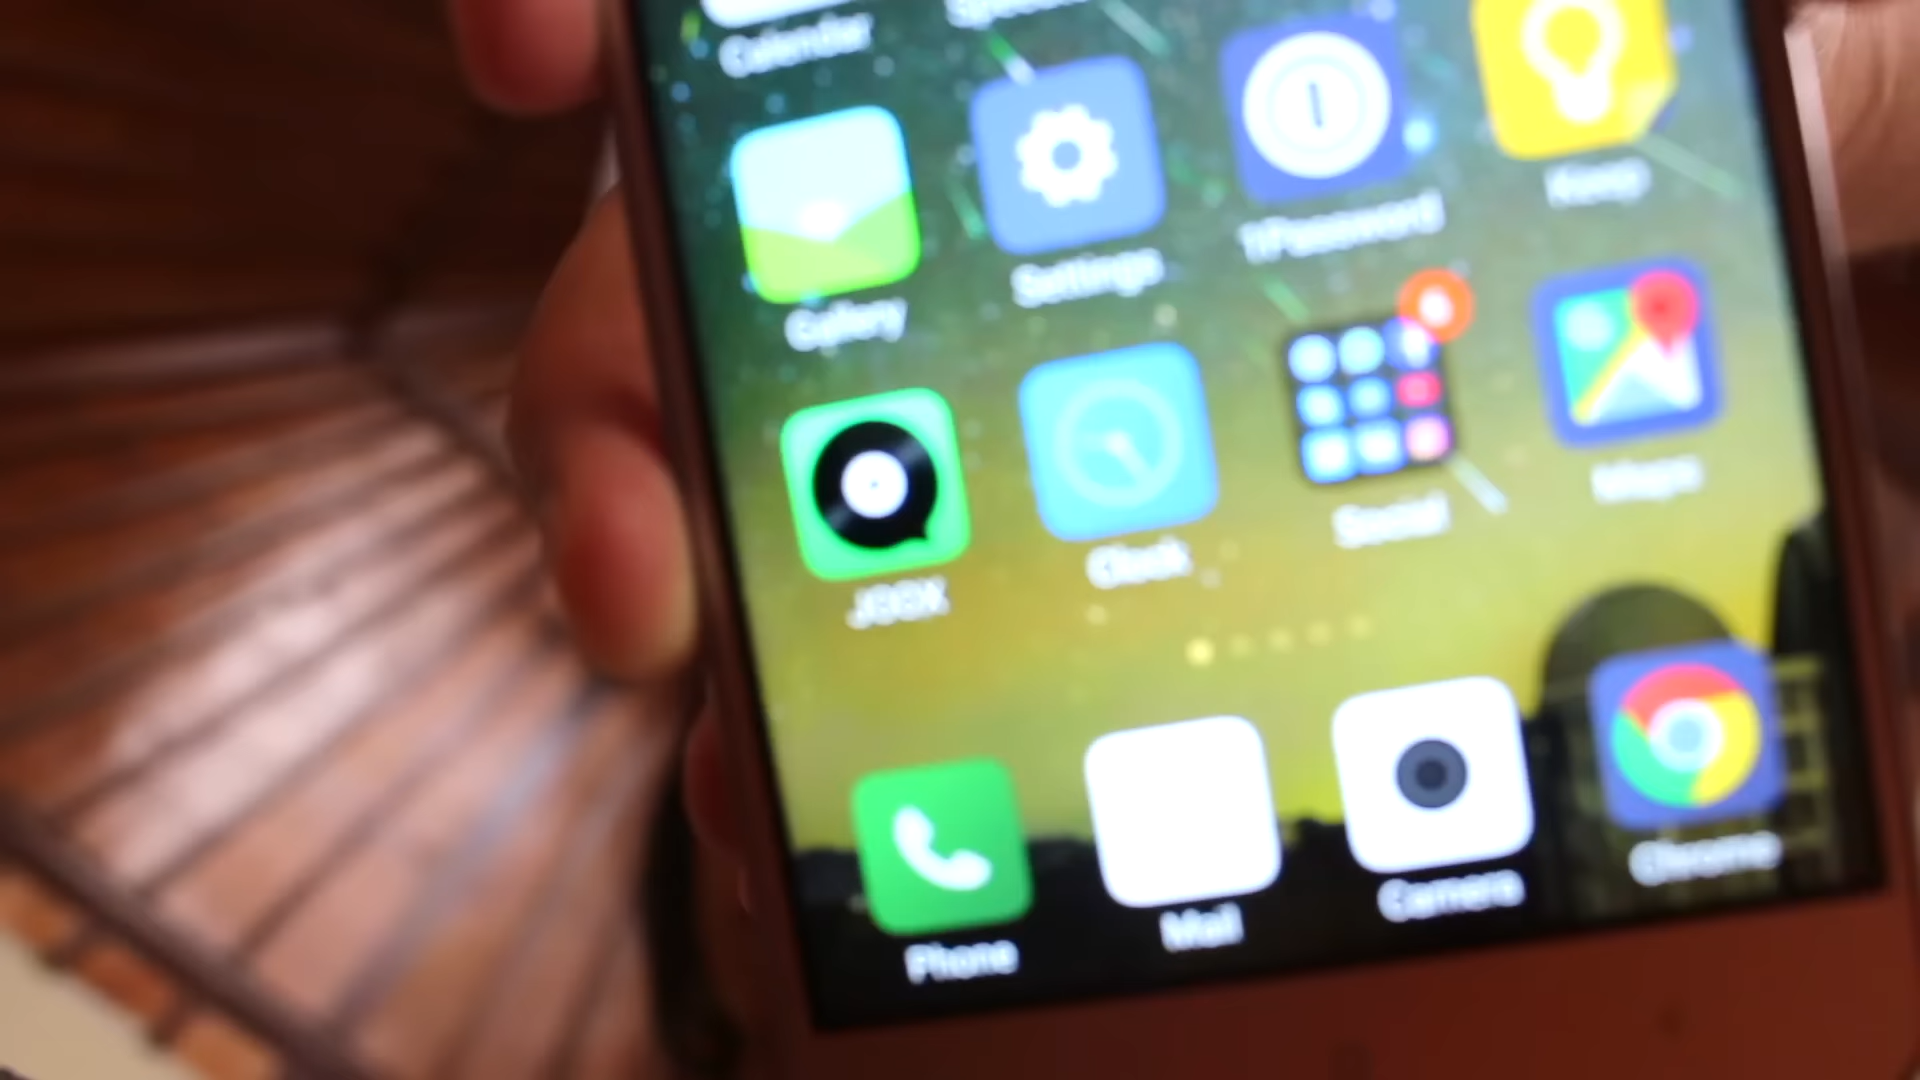 Calendar
Gallery
Settings
1Password
Keep
JOOX
Clock
Social
Maps
Phone
Mail
Camera
Chrome